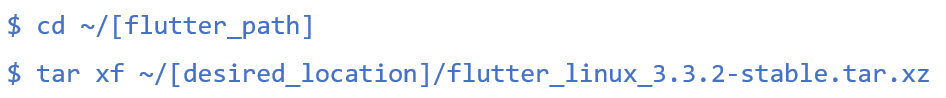 $ cd ~/[flutter_path]
$ tar xf ~/[desired_location]/flutter_linux_3.3.2-stable.tar.xz